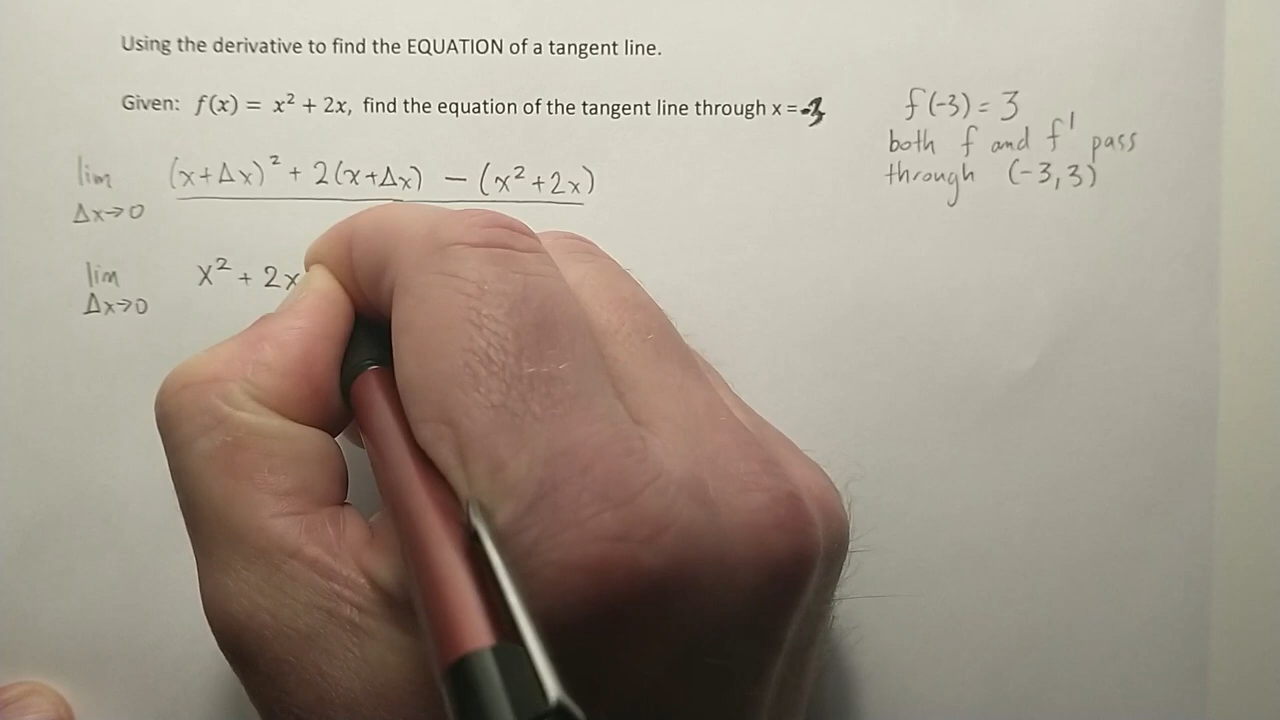 Using the derivative to find the EQUATION of a tangent line.
Given: f(x) = x² + 2x, find the equation of the tangent line through x = -3
f(-3) = 3
both f and f' pass
through (-3,3)
lim (x+Δx)² + 2(x+Δx) - (x²+2x)
Δx→0
lim x² + 2x
Δx→0